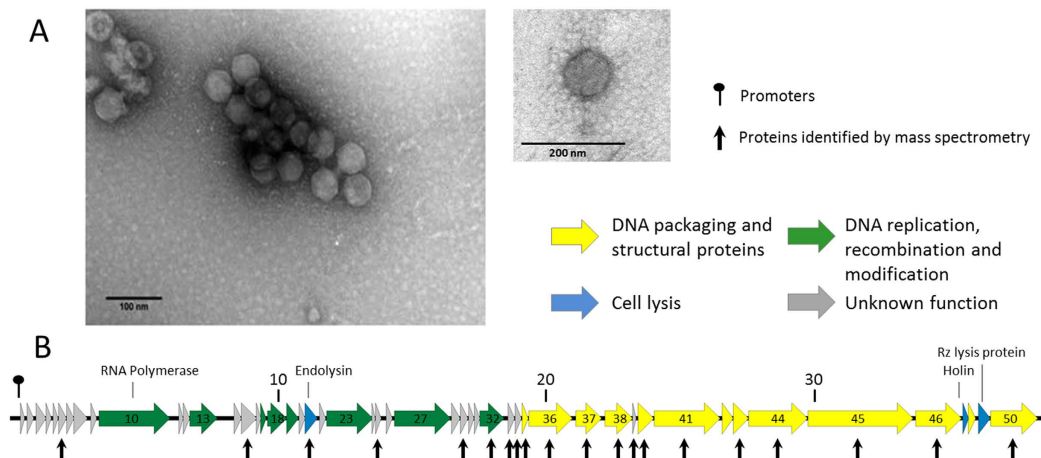 A
100 nm
200 nm
Promoters
Proteins identified by mass spectrometry
DNA packaging and
structural proteins
DNA replication,
recombination and
modification
Cell lysis
Unknown function
B
RNA Polymerase
10
Endolysin
20
30
Rz lysis protein
Holin
10
13
18
23
27
32
36
37
38
41
44
45
46
50